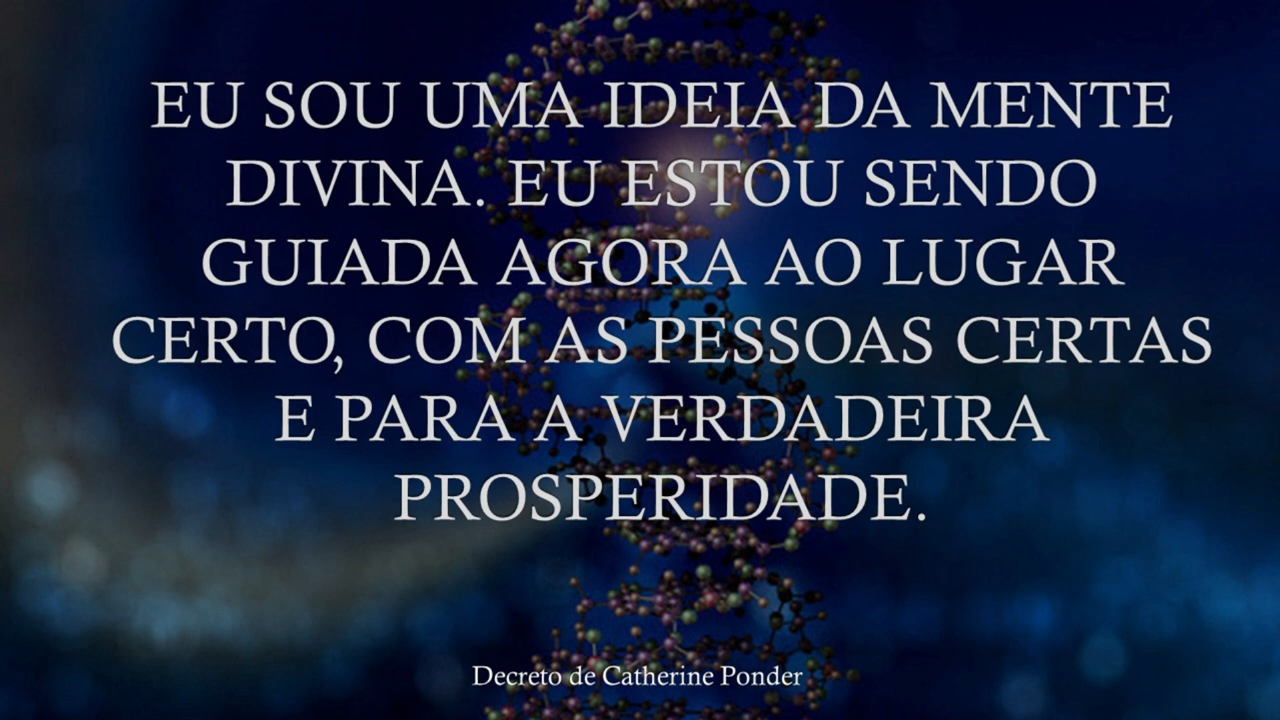 EU SOU UMA IDEIA DA MENTE
DIVINA. EU ESTOU SENDO
GUIADA AGORA AO LUGAR
CERTO, COM AS PESSOAS CERTAS
E PARA A VERDADEIRA
PROSPERIDADE.
Decreto de Catherine Ponder